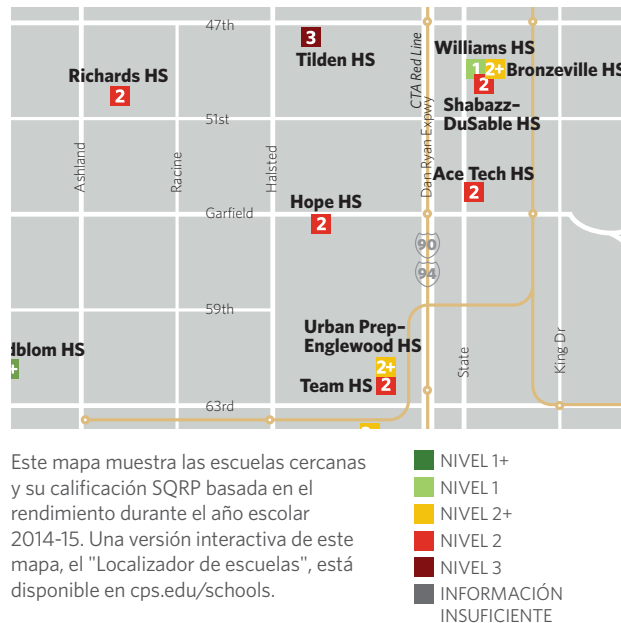 47th
3
Tilden HS
CTA Red Line
Williams HS
1 2+ Bronzeville HS
2
Shabazz–
DuSable HS
Richards HS
2
51st
Ashland
Racine
Halsted
Dan Ryan Expwy
Ace Tech HS
2
Hope HS
2
Garfield
90
94
59th
Urban Prep–
Englewood HS
2+
Team HS 2
State
King Dr
dblom HS
+
63rd
Este mapa muestra las escuelas cercanas
y su calificación SQRP basada en el
rendimiento durante el año escolar
2014-15. Una versión interactiva de este
mapa, el "Localizador de escuelas", está
disponible en cps.edu/schools.
NIVEL 1+
NIVEL 1
NIVEL 2+
NIVEL 2
NIVEL 3
INFORMACIÓN
INSUFICIENTE